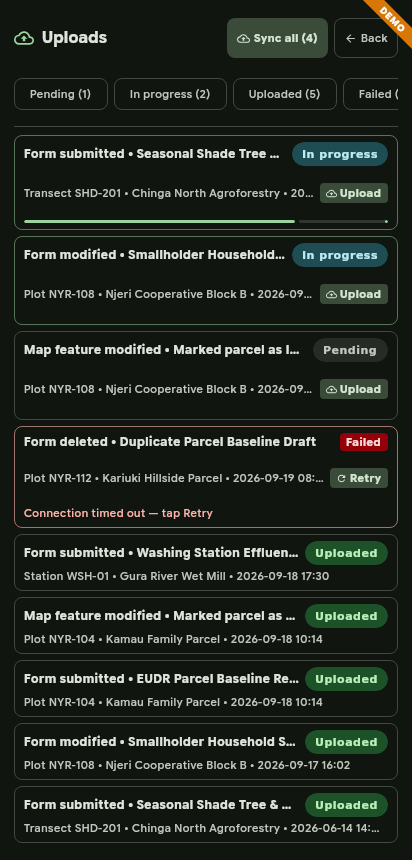 DEMO
Uploads
Sync all (4)
← Back
Pending (1)
In progress (2)
Uploaded (5)
Failed (
Form submitted • Seasonal Shade Tree ...
In progress
Transect SHD-201 • Chinga North Agroforestry • 20...
Upload
Form modified • Smallholder Household...
In progress
Plot NYR-108 • Njeri Cooperative Block B • 2026-09...
Upload
Map feature modified • Marked parcel as I...
Pending
Plot NYR-108 • Njeri Cooperative Block B • 2026-09...
Upload
Form deleted • Duplicate Parcel Baseline Draft
Failed
Plot NYR-112 • Kariuki Hillside Parcel • 2026-09-19 08:...
Retry
Connection timed out — tap Retry
Form submitted • Washing Station Effluen...
Uploaded
Station WSH-01 • Gura River Wet Mill • 2026-09-18 17:30
Map feature modified • Marked parcel as ...
Uploaded
Plot NYR-104 • Kamau Family Parcel • 2026-09-18 10:14
Form submitted • EUDR Parcel Baseline Re...
Uploaded
Plot NYR-104 • Kamau Family Parcel • 2026-09-18 10:14
Form modified • Smallholder Household S...
Uploaded
Plot NYR-108 • Njeri Cooperative Block B • 2026-09-17 16:02
Form submitted • Seasonal Shade Tree & ...
Uploaded
Transect SHD-201 • Chinga North Agroforestry • 2026-06-14 14:...